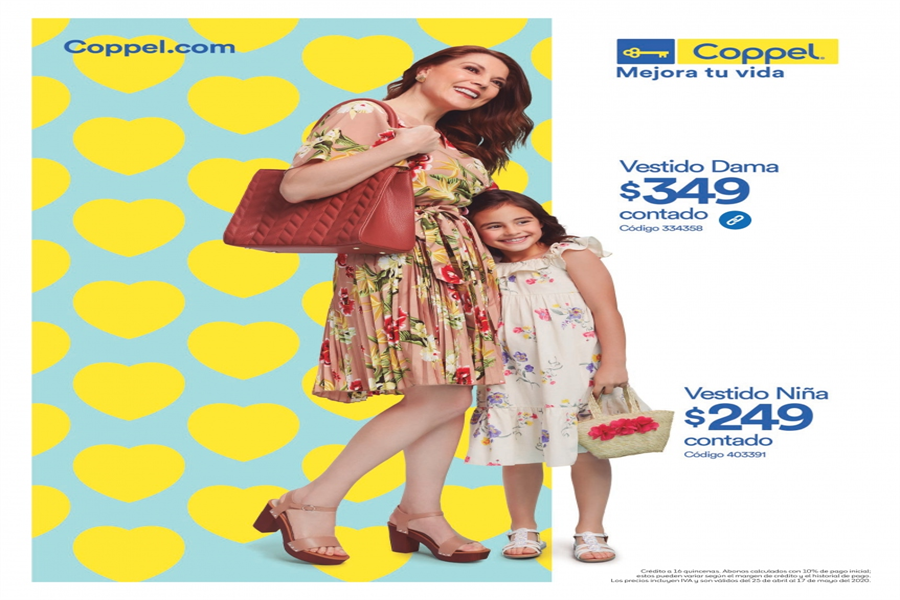 Coppel.com
Coppel.
Mejora tu vida
Vestido Dama
$349
contado
Código 334358
Vestido Niña
$249
contado
Código 403391
Crédito a 16 quincenas. Abonos calculados con 10% de pago inicial;
estos pueden variar según el margen de crédito y el historial de pago.
Los precios incluyen IVA y son válidos del 25 de abril al 17 de mayo de 2020.